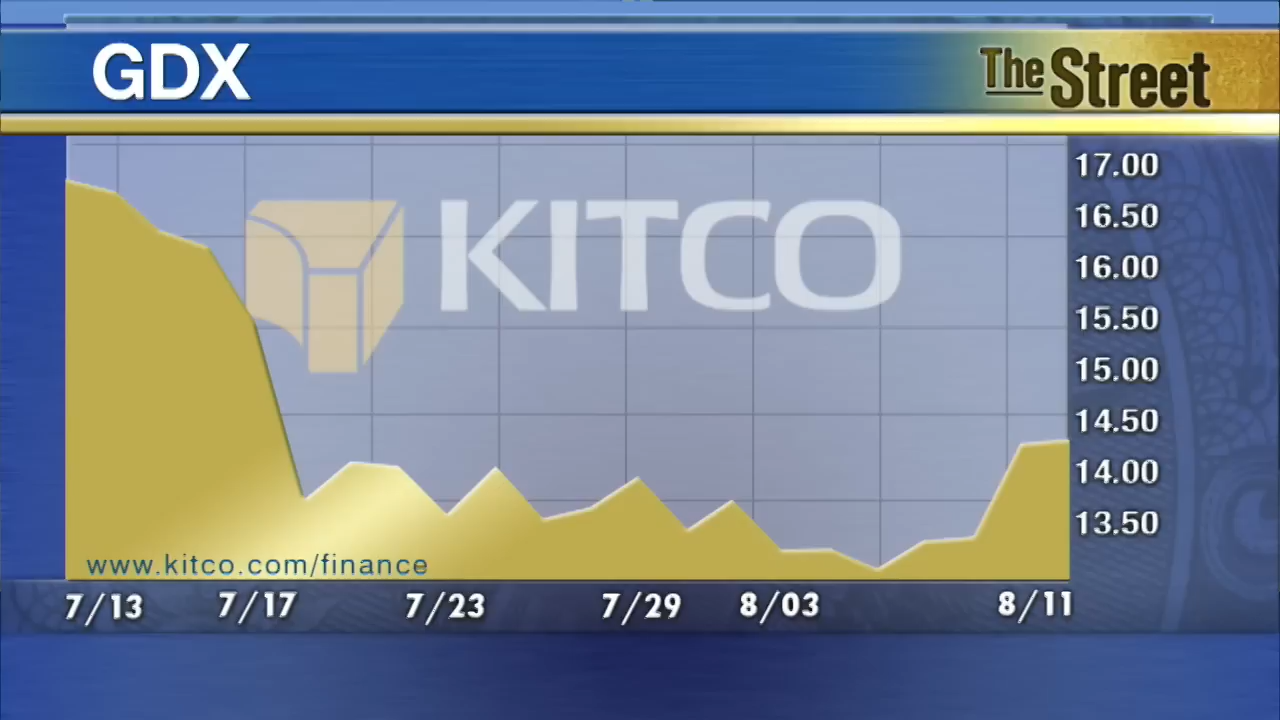 GDX
The Street
KITCO
17.00
16.50
16.00
15.50
15.00
14.50
14.00
13.50
www.kitco.com/finance
7/13 7/17 7/23 7/29 8/03 8/11